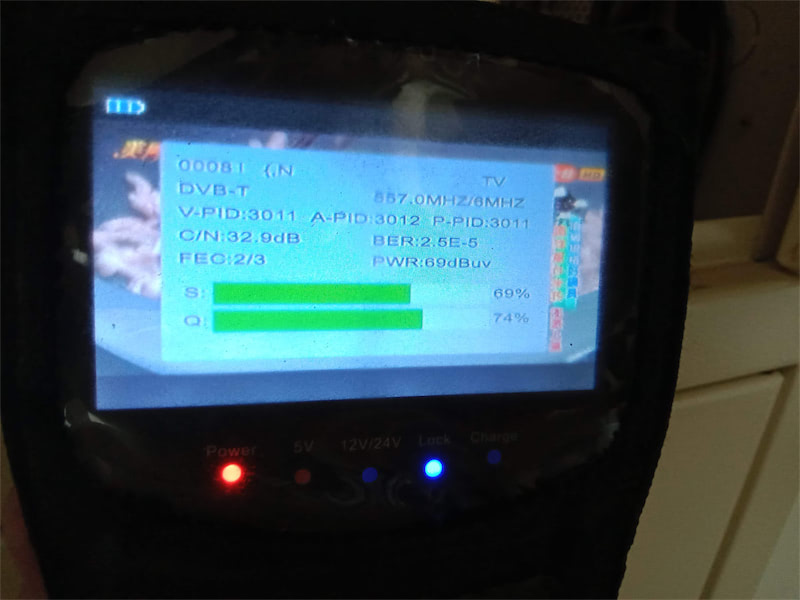 00081 {.N
TV
DVB-T
557.0MHZ/6MHZ
V-PID:3011 A-PID:3012 P-PID:3011
C/N:32.9dB
BER:2.5E-5
FEC:2/3
PWR:69dBuv
S: 69%
Q: 74%
Power 5V 12V/24V Lock Charge